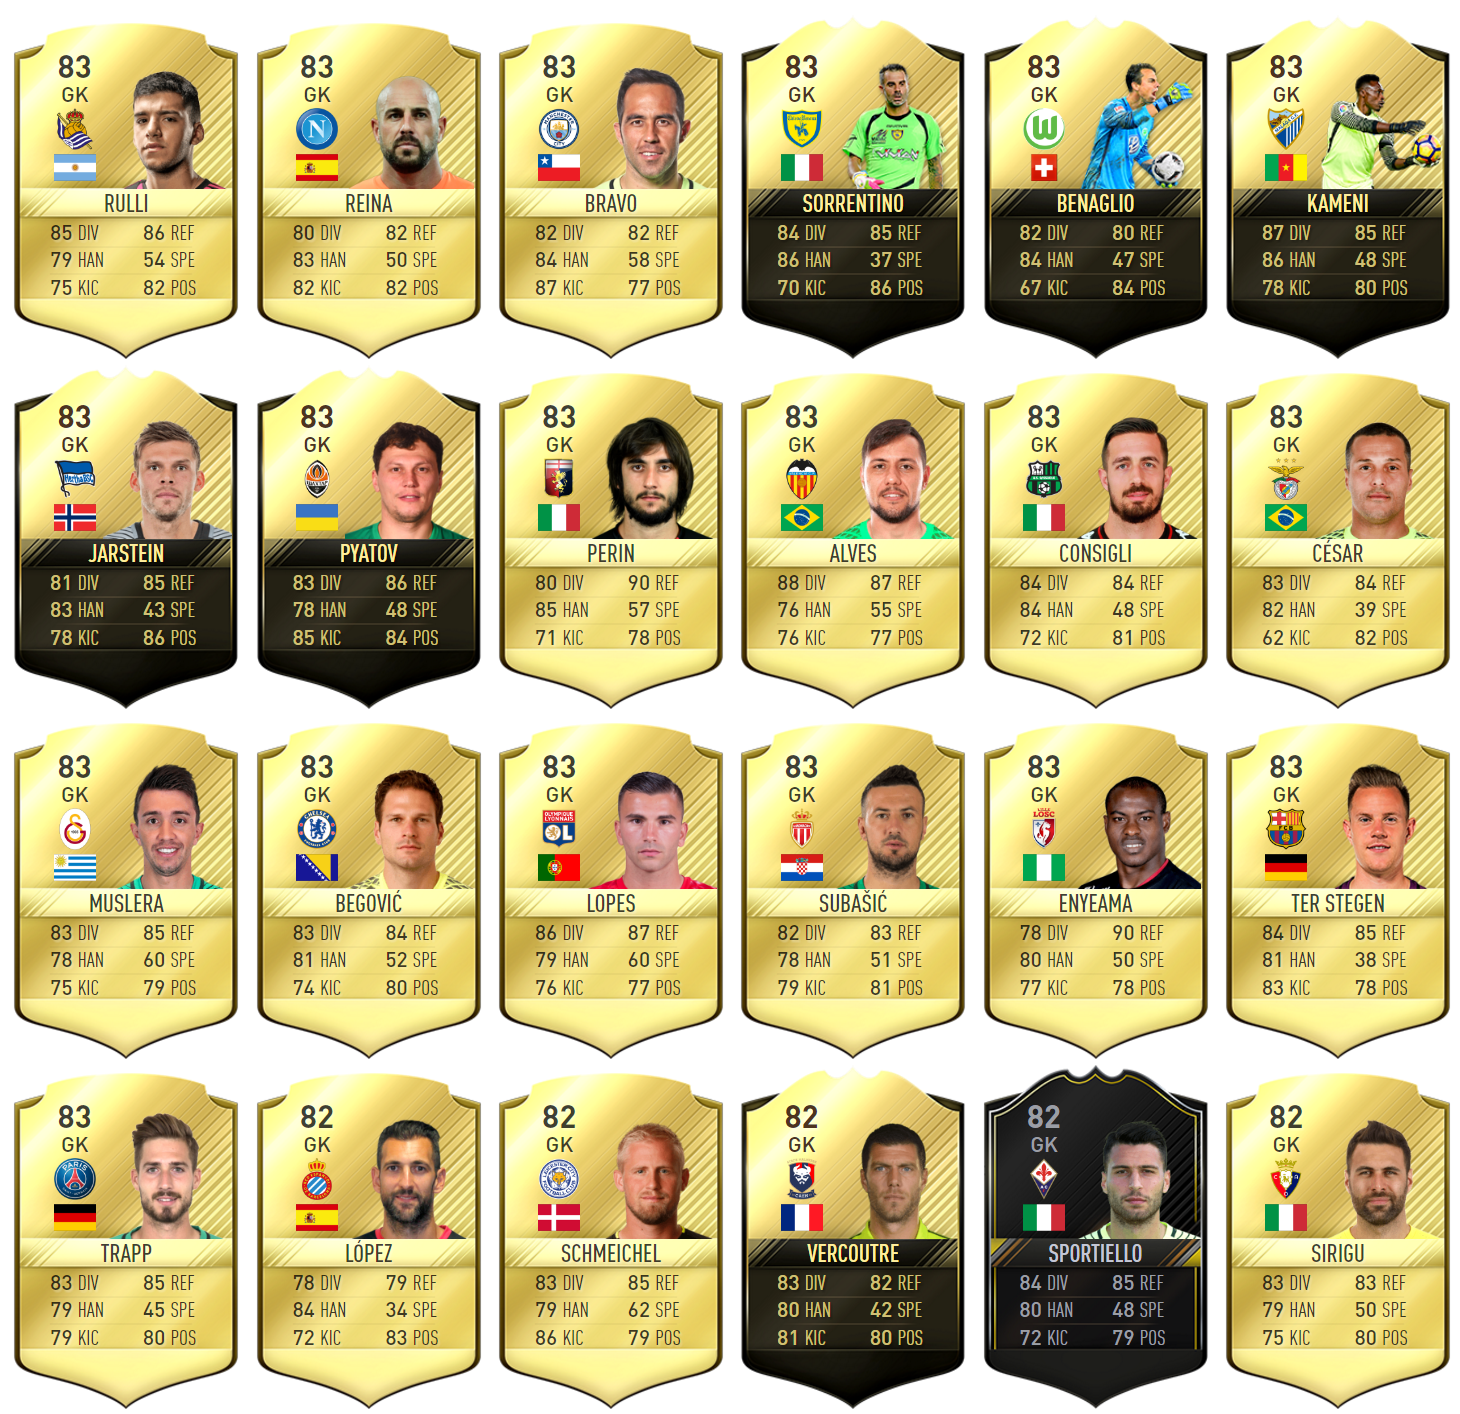 83
GK
RULLI
85 DIV 86 REF
79 HAN 54 SPE
75 KIC 82 POS
83
GK
N
REINA
80 DIV 82 REF
83 HAN 50 SPE
82 KIC 82 POS
83
GK
MANCHESTER
CITY
BRAVO
82 DIV 82 REF
84 HAN 58 SPE
87 KIC 77 POS
83
GK
SORRENTINO
84 DIV 85 REF
86 HAN 37 SPE
70 KIC 86 POS
83
GK
W
BENAGLIO
82 DIV 80 REF
84 HAN 47 SPE
67 KIC 84 POS
83
GK
KAMENI
87 DIV 85 REF
86 HAN 48 SPE
78 KIC 80 POS
83
GK
JARSTEIN
81 DIV 85 REF
83 HAN 43 SPE
78 KIC 86 POS
83
GK
PYATOV
83 DIV 86 REF
78 HAN 48 SPE
85 KIC 84 POS
83
GK
PERIN
80 DIV 90 REF
85 HAN 57 SPE
71 KIC 78 POS
83
GK
ALVES
88 DIV 87 REF
76 HAN 55 SPE
76 KIC 77 POS
83
GK
CONSIGLI
84 DIV 84 REF
84 HAN 48 SPE
72 KIC 81 POS
83
GK
CÉSAR
83 DIV 84 REF
82 HAN 39 SPE
62 KIC 82 POS
83
GK
MUSLERA
83 DIV 85 REF
78 HAN 60 SPE
75 KIC 79 POS
83
GK
CHELSEA
BEGOVIĆ
83 DIV 84 REF
81 HAN 52 SPE
74 KIC 80 POS
83
GK
OLYMPIQUE
LYONNAIS
OL
LOPES
86 DIV 87 REF
79 HAN 60 SPE
76 KIC 77 POS
83
GK
SUBAŠIĆ
82 DIV 83 REF
78 HAN 51 SPE
79 KIC 81 POS
83
GK
LILLE
LOSC
ENYEAMA
78 DIV 90 REF
80 HAN 50 SPE
77 KIC 78 POS
83
GK
FCB
TER STEGEN
84 DIV 85 REF
81 HAN 38 SPE
83 KIC 78 POS
83
GK
PARIS
TRAPP
83 DIV 85 REF
79 HAN 45 SPE
79 KIC 80 POS
82
GK
LÓPEZ
78 DIV 79 REF
84 HAN 34 SPE
72 KIC 83 POS
82
GK
SCHMEICHEL
83 DIV 85 REF
79 HAN 62 SPE
86 KIC 79 POS
82
GK
CAEN
VERCOUTRE
83 DIV 82 REF
80 HAN 42 SPE
81 KIC 80 POS
82
GK
SPORTIELLO
84 DIV 85 REF
80 HAN 48 SPE
72 KIC 79 POS
82
GK
SIRIGU
83 DIV 83 REF
79 HAN 50 SPE
75 KIC 80 POS